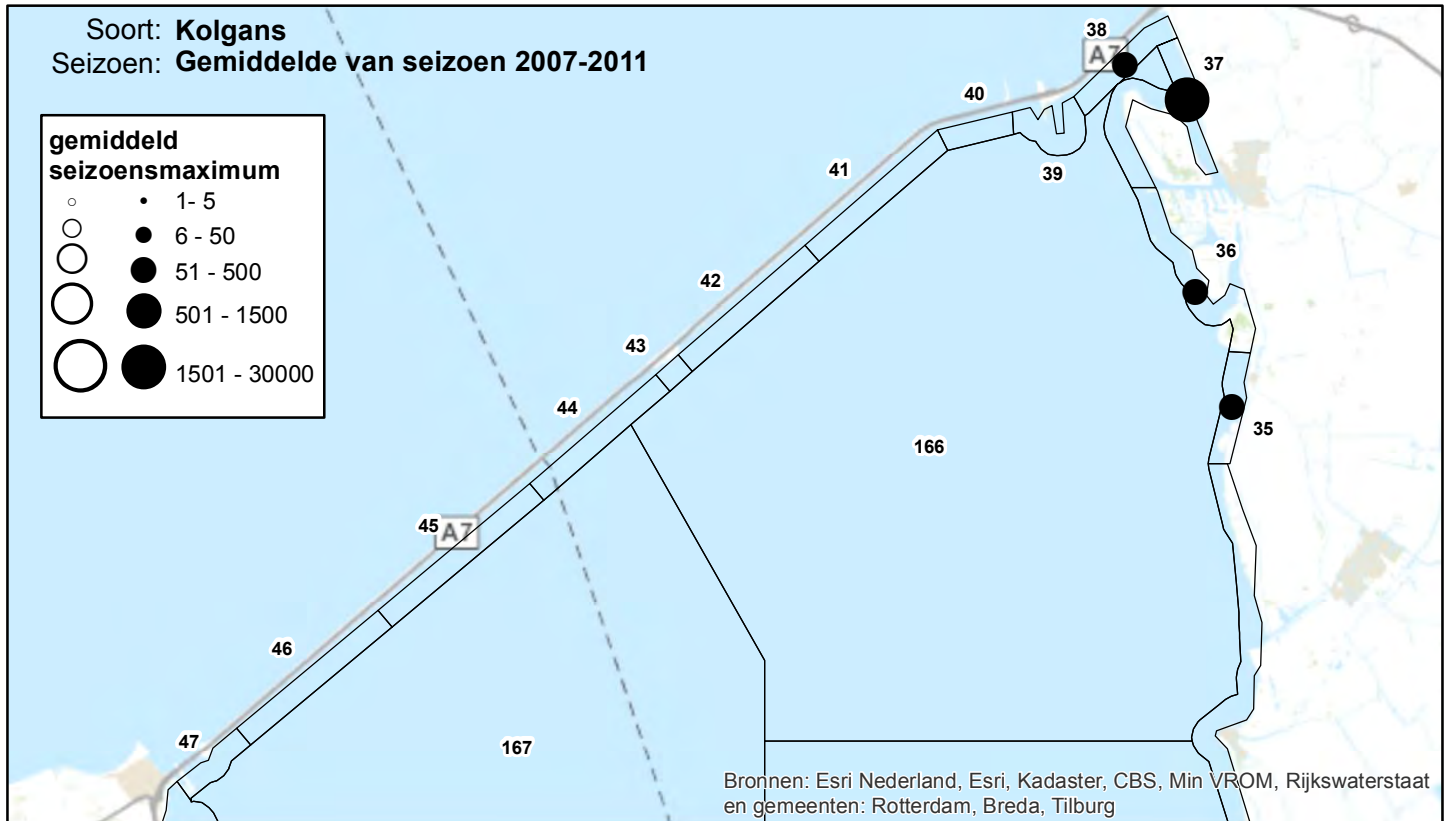 Soort: Kolgans
Seizoen: Gemiddelde van seizoen 2007-2011
gemiddeld
seizoensmaximum
1- 5
6 - 50
51 - 500
501 - 1500
1501 - 30000
38
A7
37
40
41
39
36
42
43
44
35
166
45
A7
46
47
167
Bronnen: Esri Nederland, Esri, Kadaster, CBS, Min VROM, Rijkswaterstaat
en gemeenten: Rotterdam, Breda, Tilburg